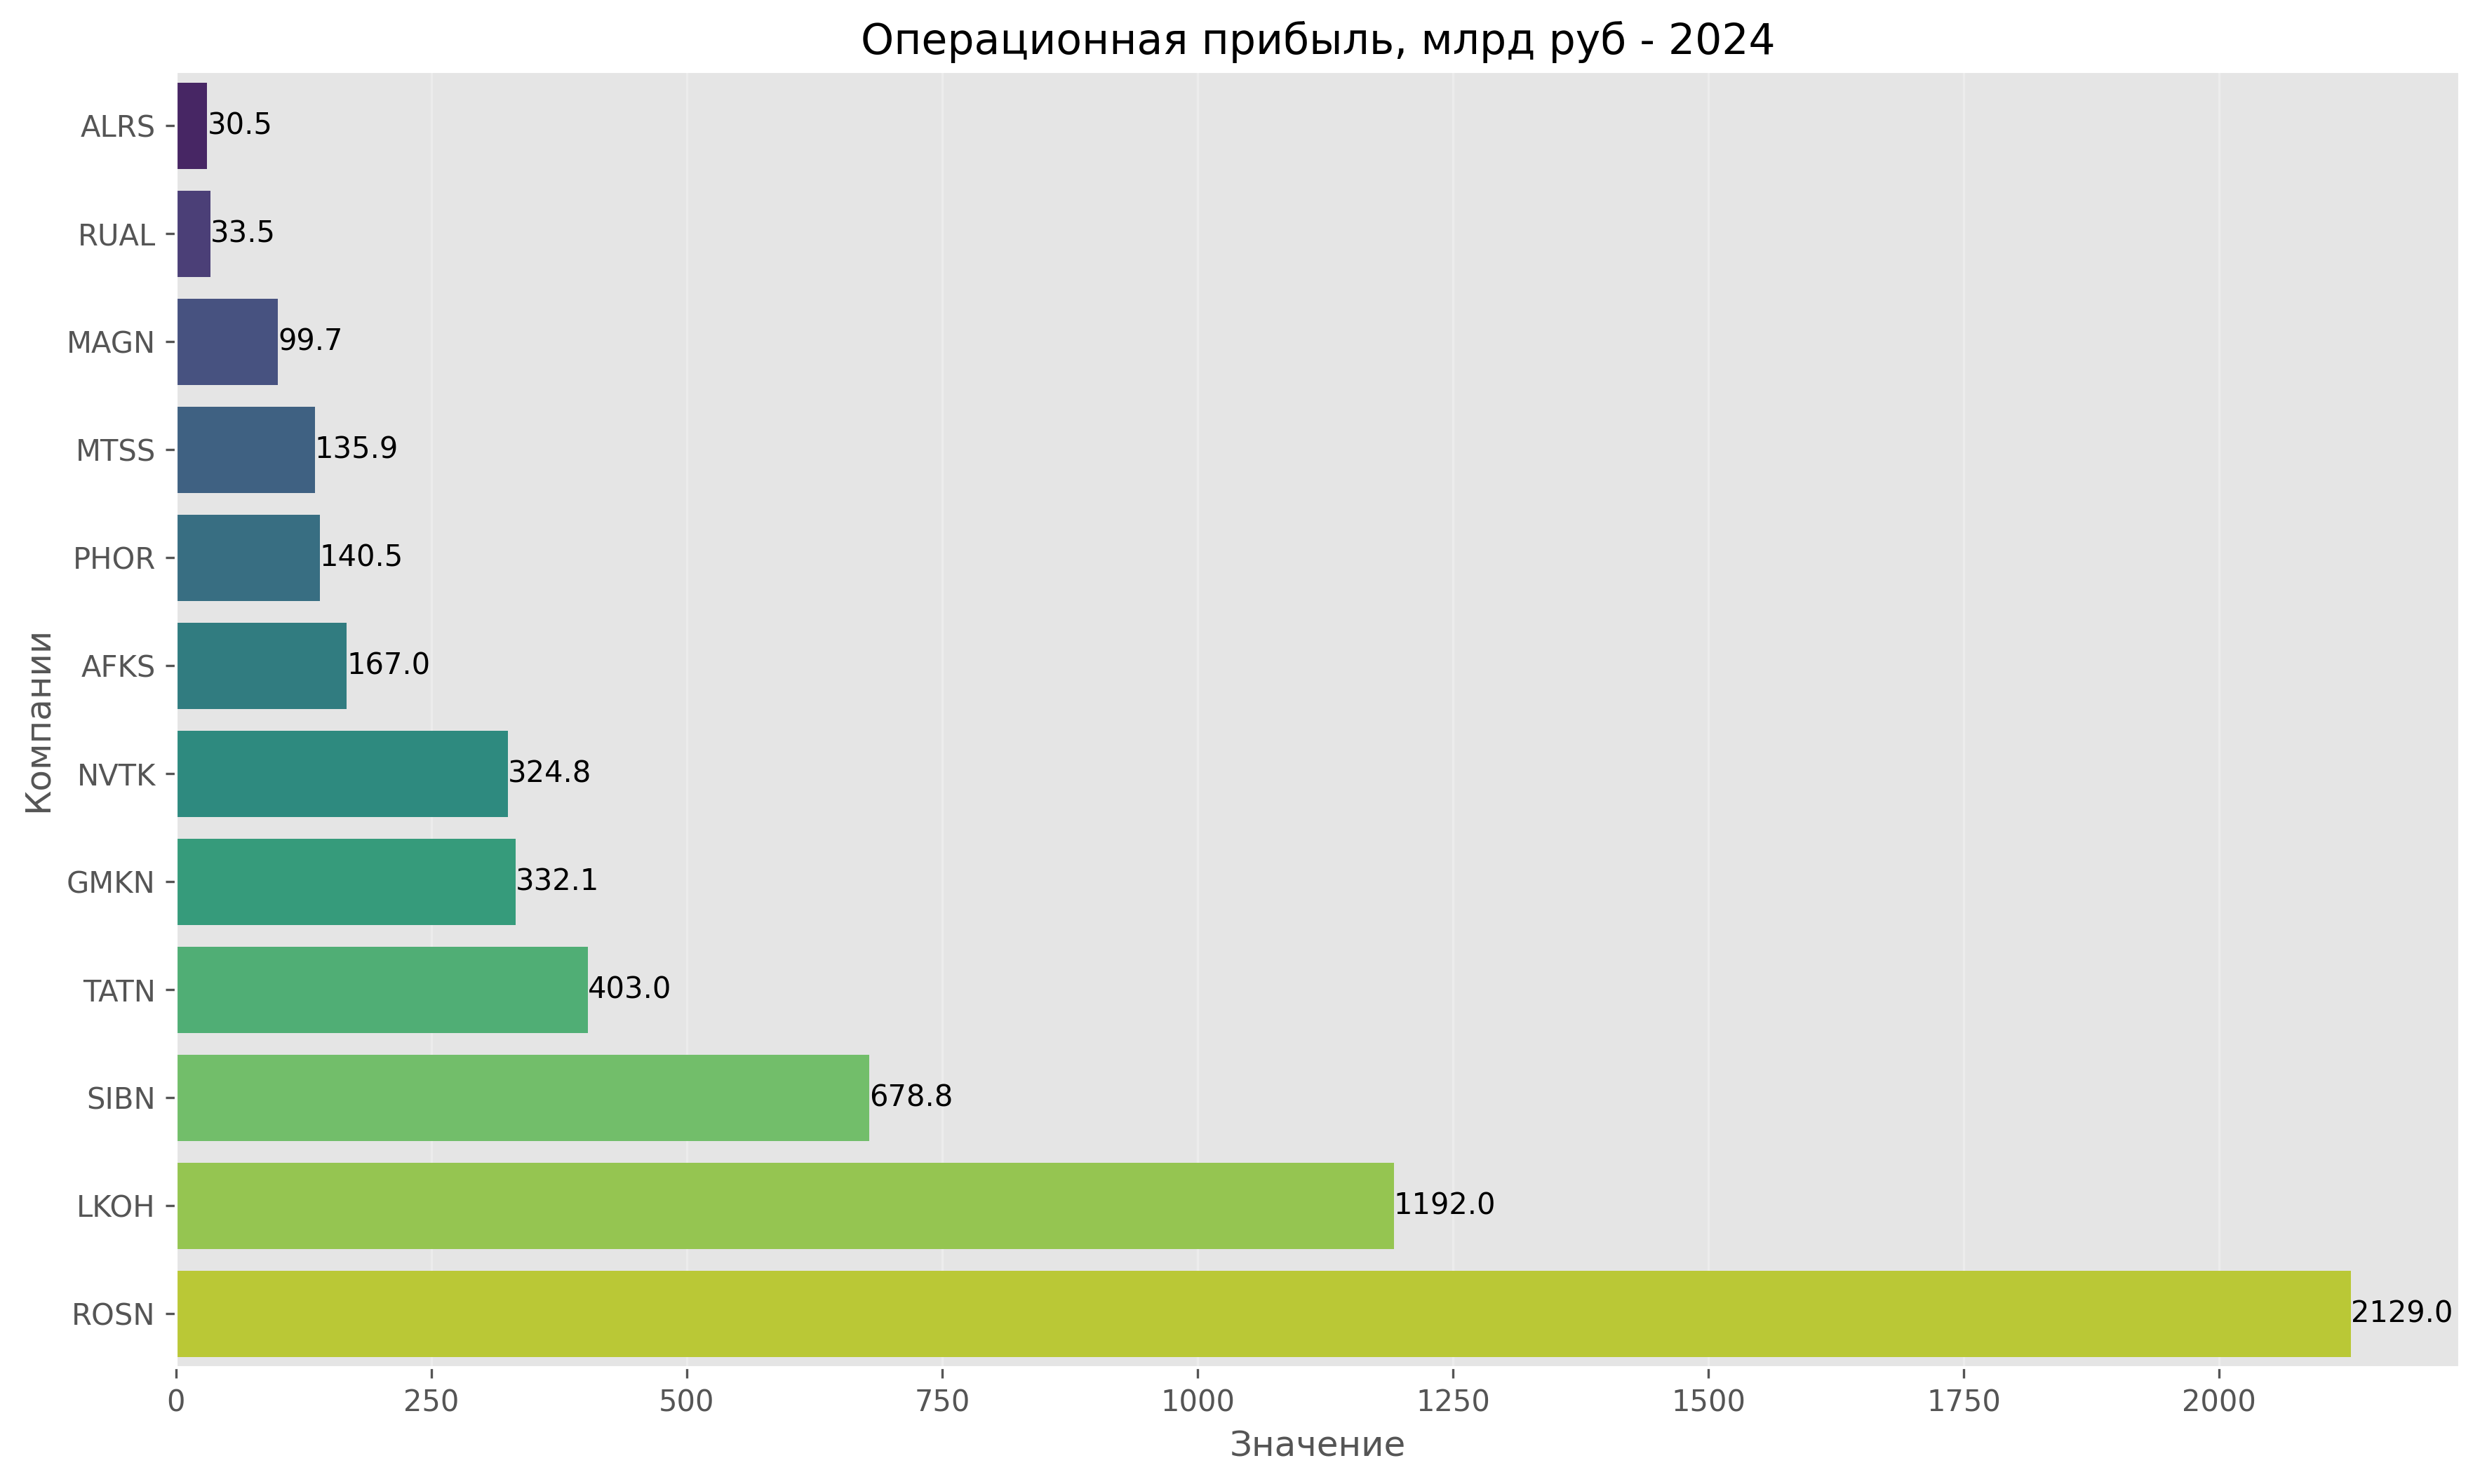 Операционная прибыль, млрд руб - 2024
Компании
ALRS 30.5
RUAL 33.5
MAGN 99.7
MTSS 135.9
PHOR 140.5
AFKS 167.0
NVTK 324.8
GMKN 332.1
TATN 403.0
SIBN 678.8
LKOH 1192.0
ROSN 2129.0
0 250 500 750 1000 1250 1500 1750 2000
Значение